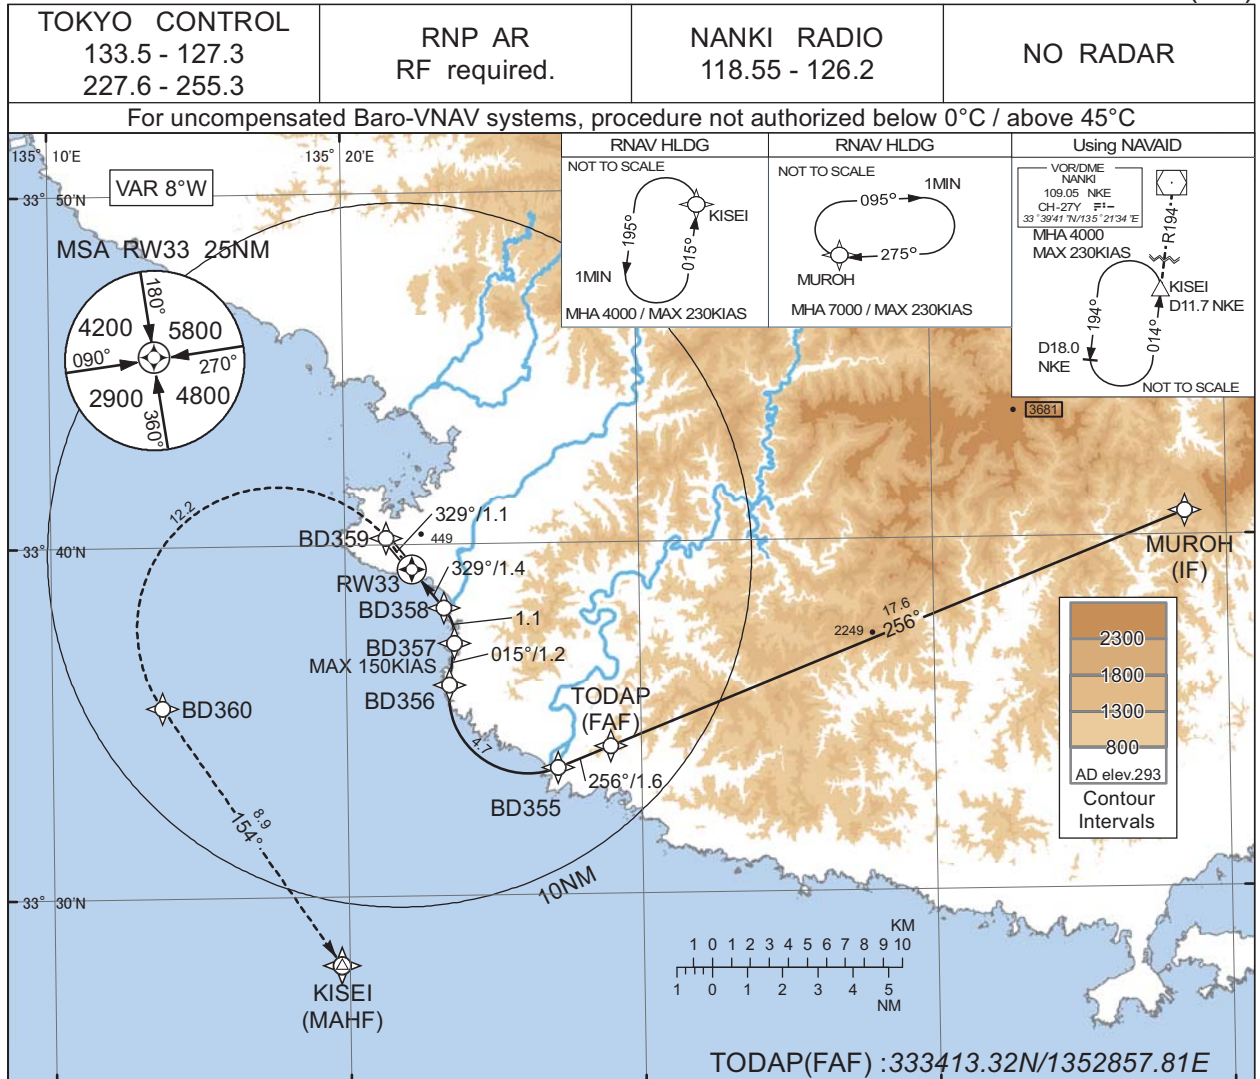 TOKYO CONTROL
133.5 - 127.3
227.6 - 255.3
RNP AR
RF required.
NANKI RADIO
118.55 - 126.2
NO RADAR
For uncompensated Baro-VNAV systems, procedure not authorized below 0°C / above 45°C
135° 10'E
135° 20'E
33° 50'N
VAR 8°W
MSA RW33 25NM
180°
4200
5800
090°
270°
2900
4800
360°
RNAV HLDG
NOT TO SCALE
195°
KISEI
015°
1MIN
MHA 4000 / MAX 230KIAS
RNAV HLDG
NOT TO SCALE
1MIN
095°
275°
MUROH
MHA 7000 / MAX 230KIAS
Using NAVAID
VOR/DME
NANKI
109.05 NKE
CH-27Y
33°39'41"N/135°21'34"E
R194
MHA 4000
MAX 230KIAS
KISEI
D11.7 NKE
194°
014°
D18.0
NKE
NOT TO SCALE
3681
12.2
329°/1.1
BD359
449
33° 40'N
MUROH
(IF)
RW33
329°/1.4
BD358
17.6
256°
1.1
2249
BD357
MAX 150KIAS
015°/1.2
BD356
TODAP
(FAF)
BD360
4.7
256°/1.6
BD355
2300
1800
1300
800
AD elev.293
Contour
Intervals
8.9
154°
10NM
33° 30'N
KM
1 0 1 2 3 4 5 6 7 8 9 10
1 0 1 2 3 4 5
NM
KISEI
(MAHF)
TODAP(FAF) :333413.32N/1352857.81E